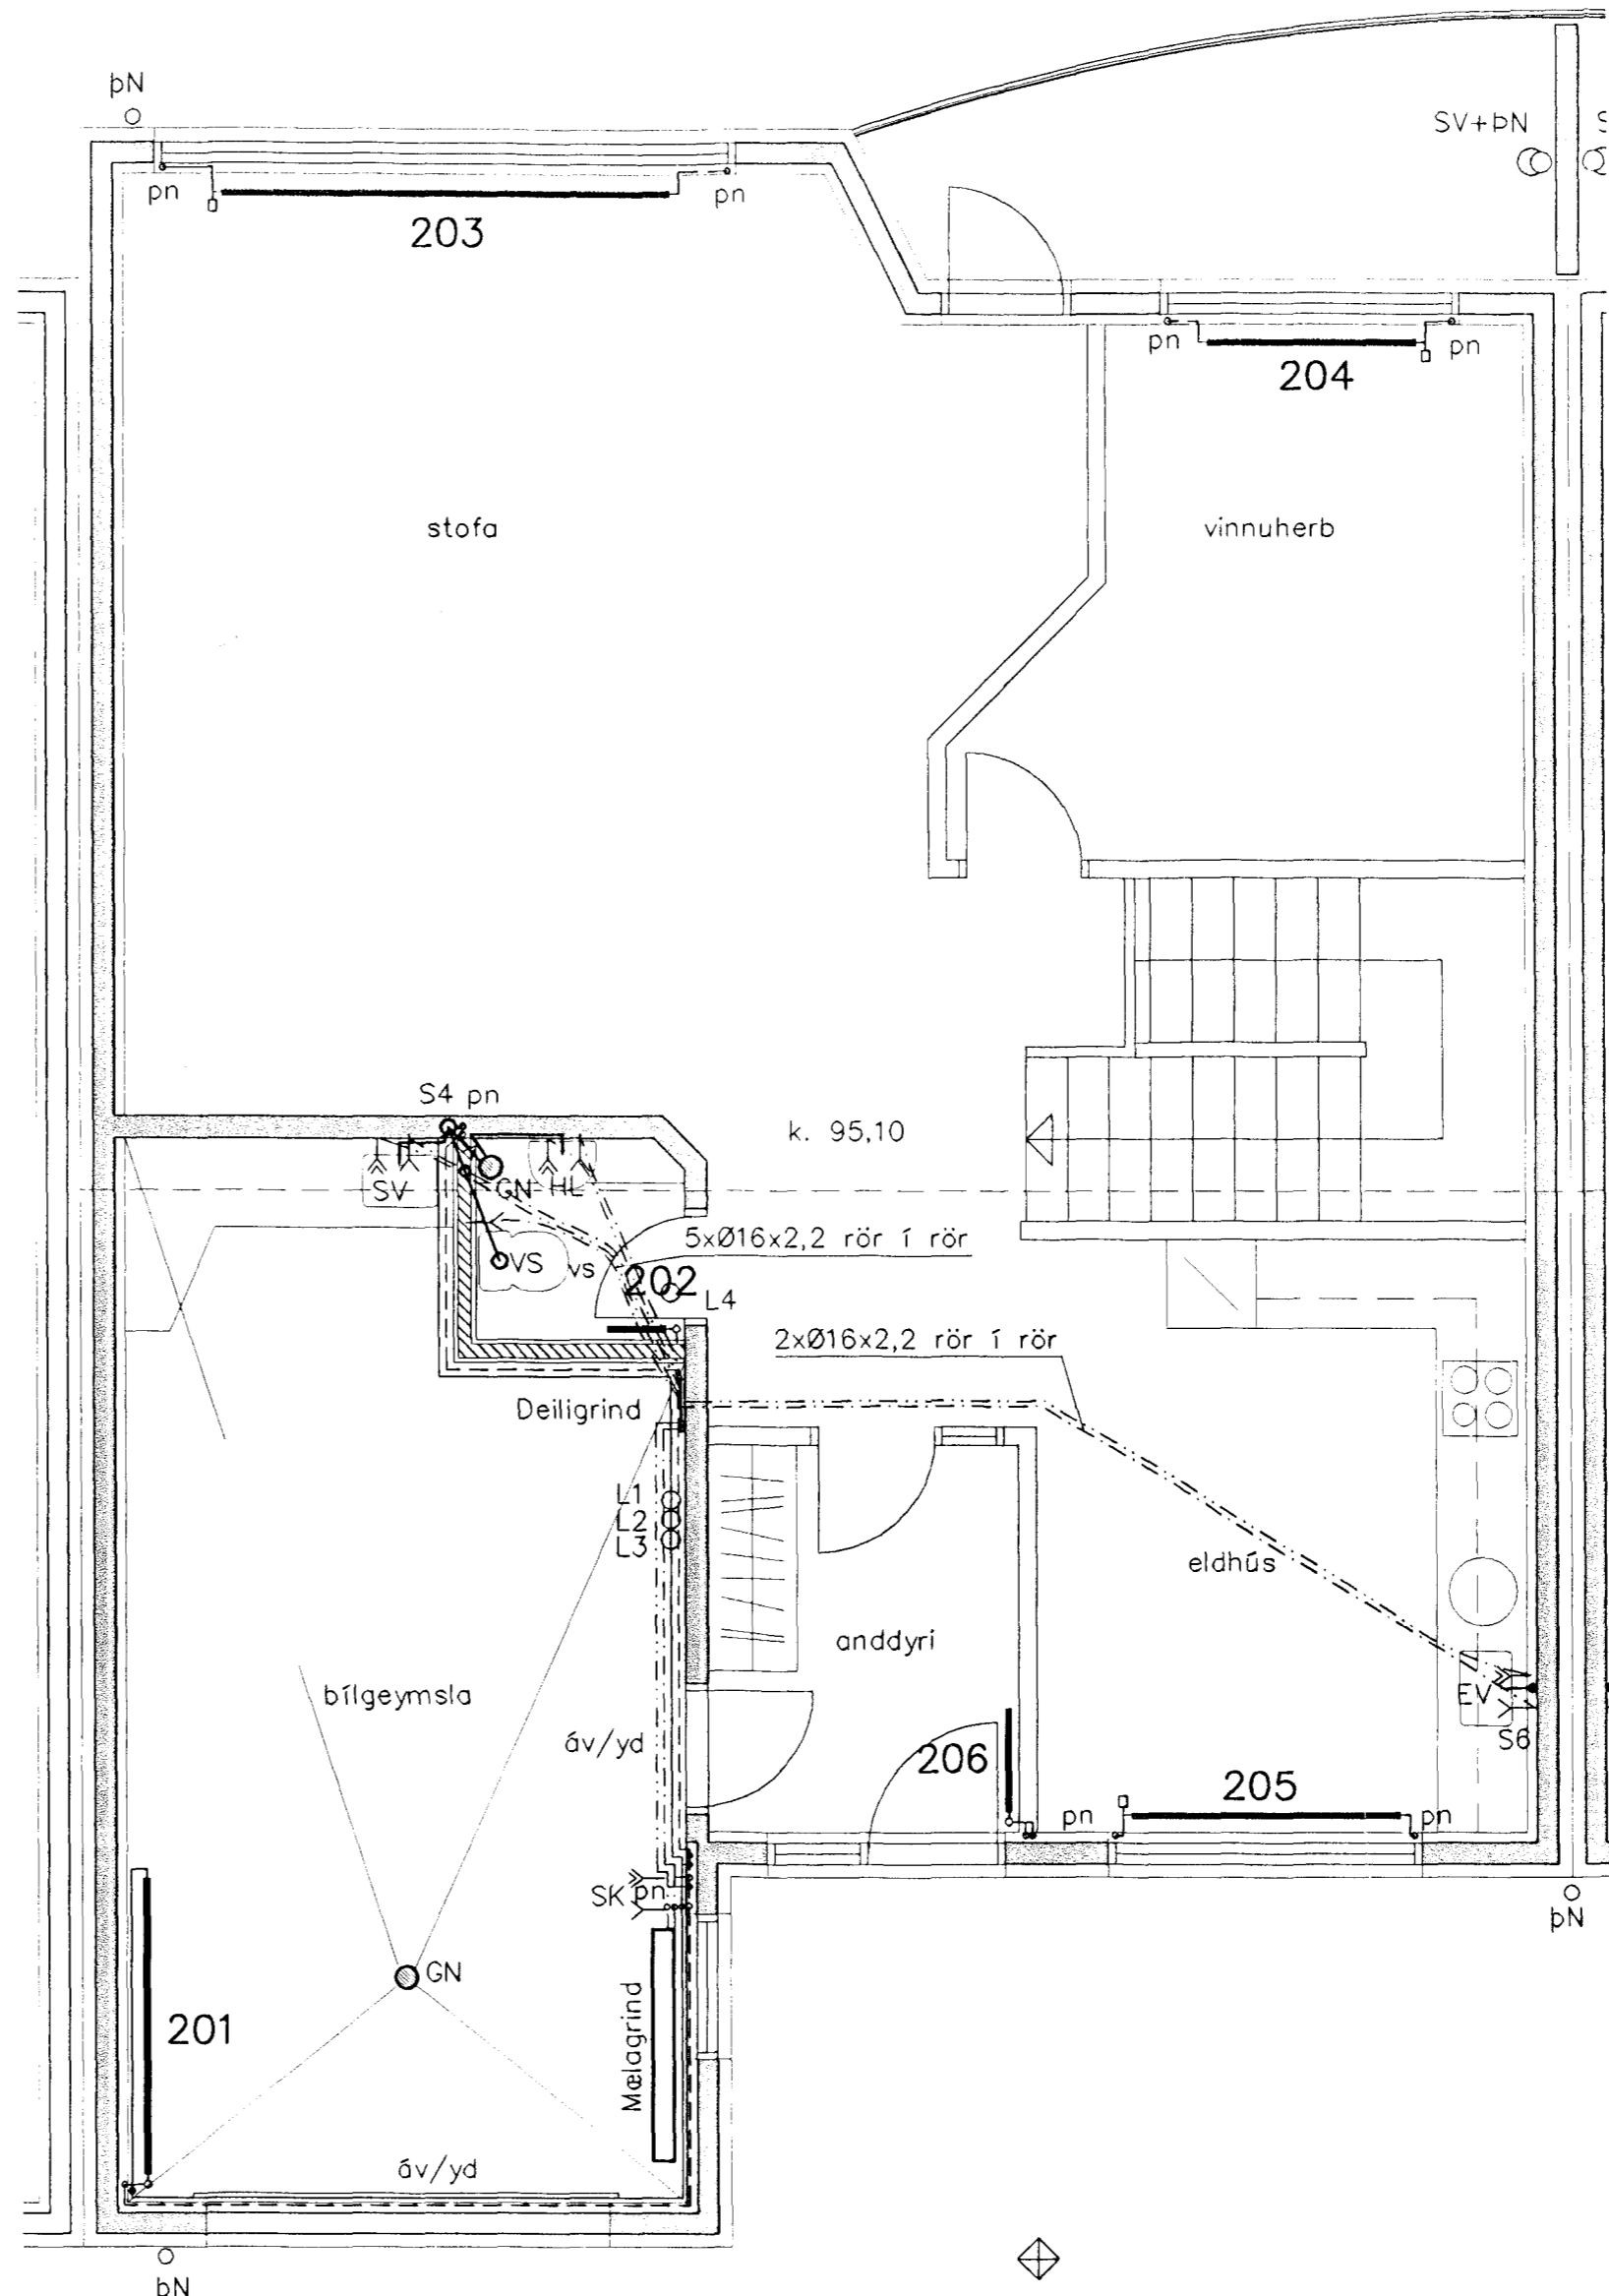 þN
SV+ÞN
S
pn
pn
203
pn
pn
204
stofa
vinnuherb
S4 pn
k. 95,10
SV
GN
HL
5xØ16x2,2 rör í rör
VS
vs
202
L4
2xØ16x2,2 rör í rör
Deiligrind
L1
L2
L3
eldhús
anddyri
bílgeymsla
EV
áv/yd
S6
206
205
pn
pn
SK pn
þN
GN
Mælagrind
201
áv/yd
þN